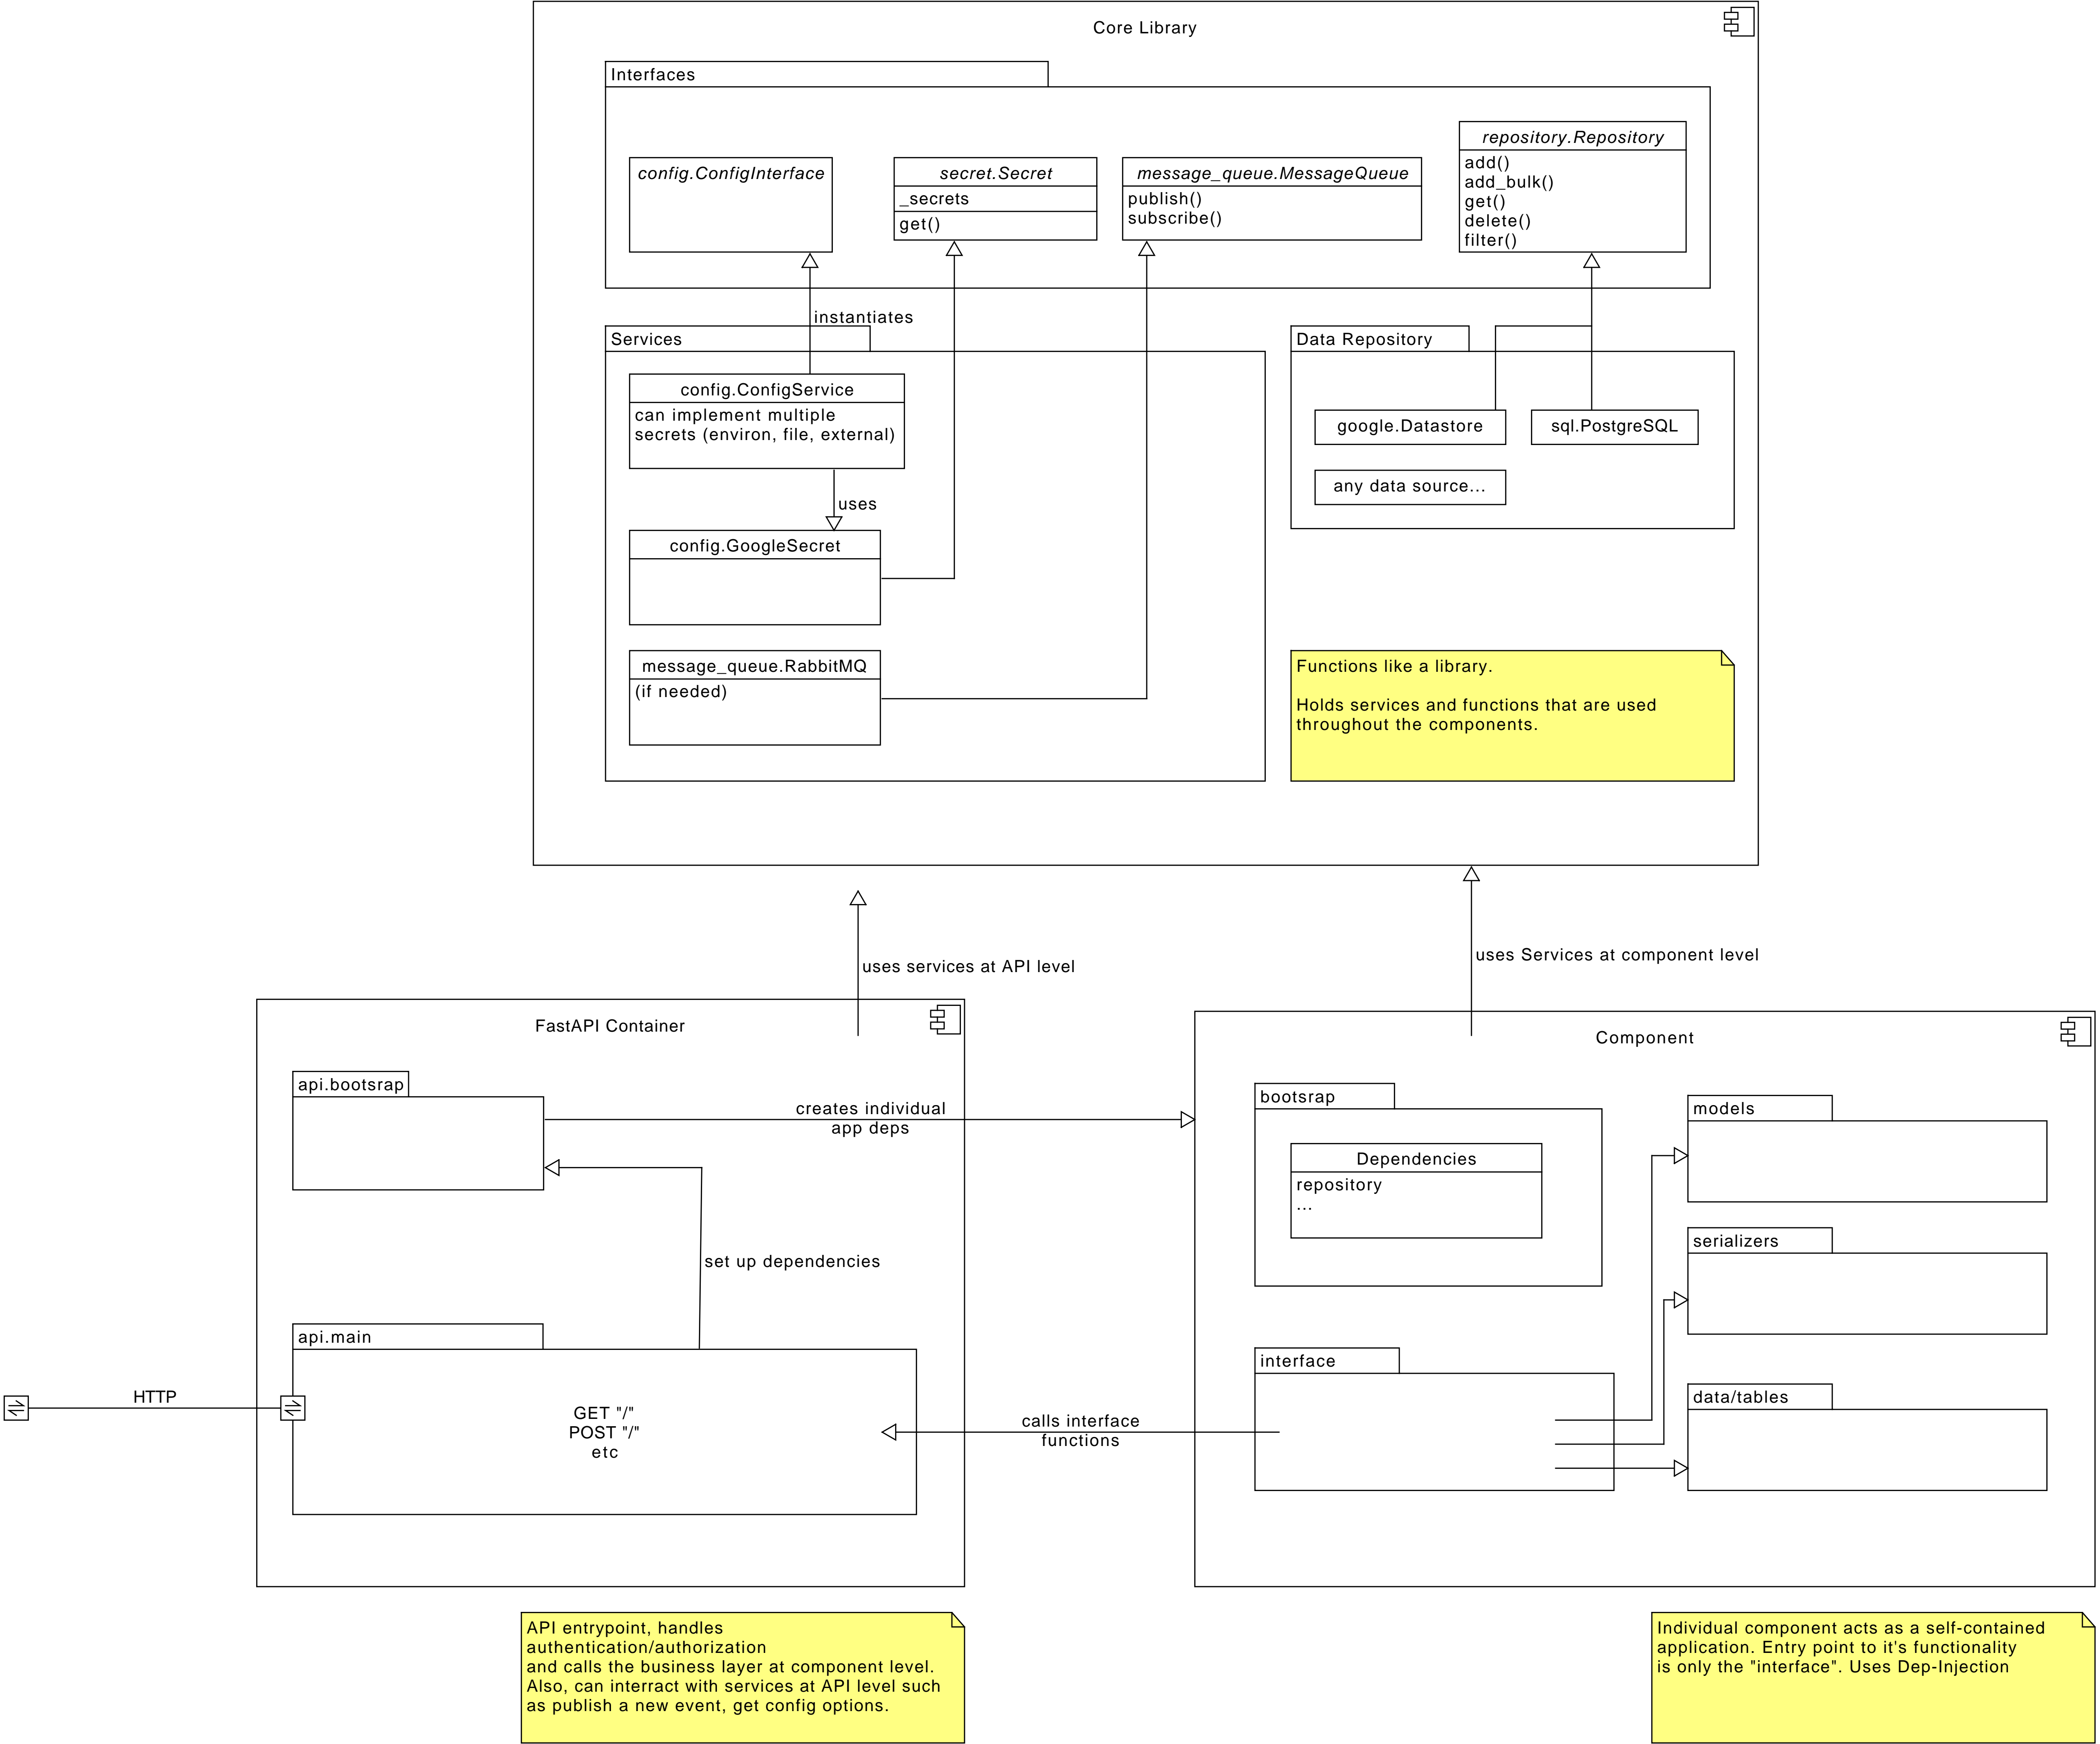 Core Library
Interfaces
config.ConfigInterface
secret.Secret
_secrets
get()
message_queue.MessageQueue
publish()
subscribe()
repository.Repository
add()
add_bulk()
get()
delete()
filter()
instantiates
Services
config.ConfigService
can implement multiple
secrets (environ, file, external)
uses
config.GoogleSecret
message_queue.RabbitMQ
(if needed)
Data Repository
google.Datastore
sql.PostgreSQL
any data source...
Functions like a library.
Holds services and functions that are used
throughout the components.
uses services at API level
uses Services at component level
FastAPI Container
api.bootsrap
creates individual
app deps
set up dependencies
api.main
HTTP
GET "/"
POST "/"
etc
calls interface
functions
Component
bootsrap
Dependencies
repository
...
interface
models
serializers
data/tables
API entrypoint, handles
authentication/authorization
and calls the business layer at component level.
Also, can interract with services at API level such
as publish a new event, get config options.
Individual component acts as a self-contained
application. Entry point to it's functionality
is only the "interface". Uses Dep-Injection